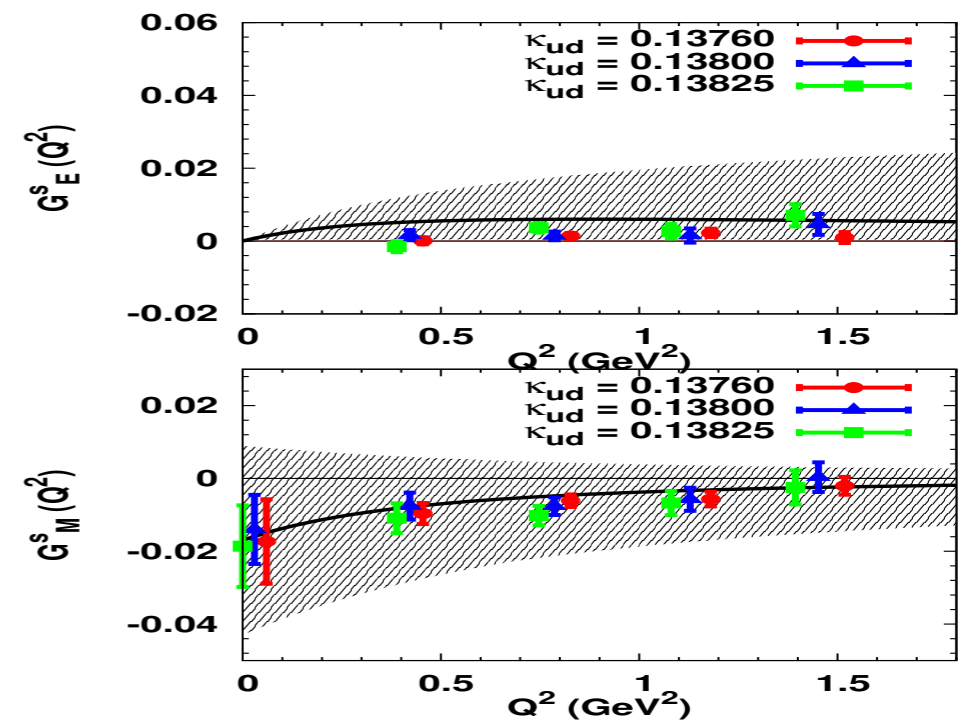 0.06
κud = 0.13760
κud = 0.13800
κud = 0.13825
0.04
0.02
0
-0.02
G^s_E (Q^2)
0 0.5 1 1.5
Q^2 (GeV^2)
κud = 0.13760
κud = 0.13800
κud = 0.13825
0.02
0
-0.02
-0.04
G^s_M (Q^2)
0 0.5 1 1.5
Q^2 (GeV^2)